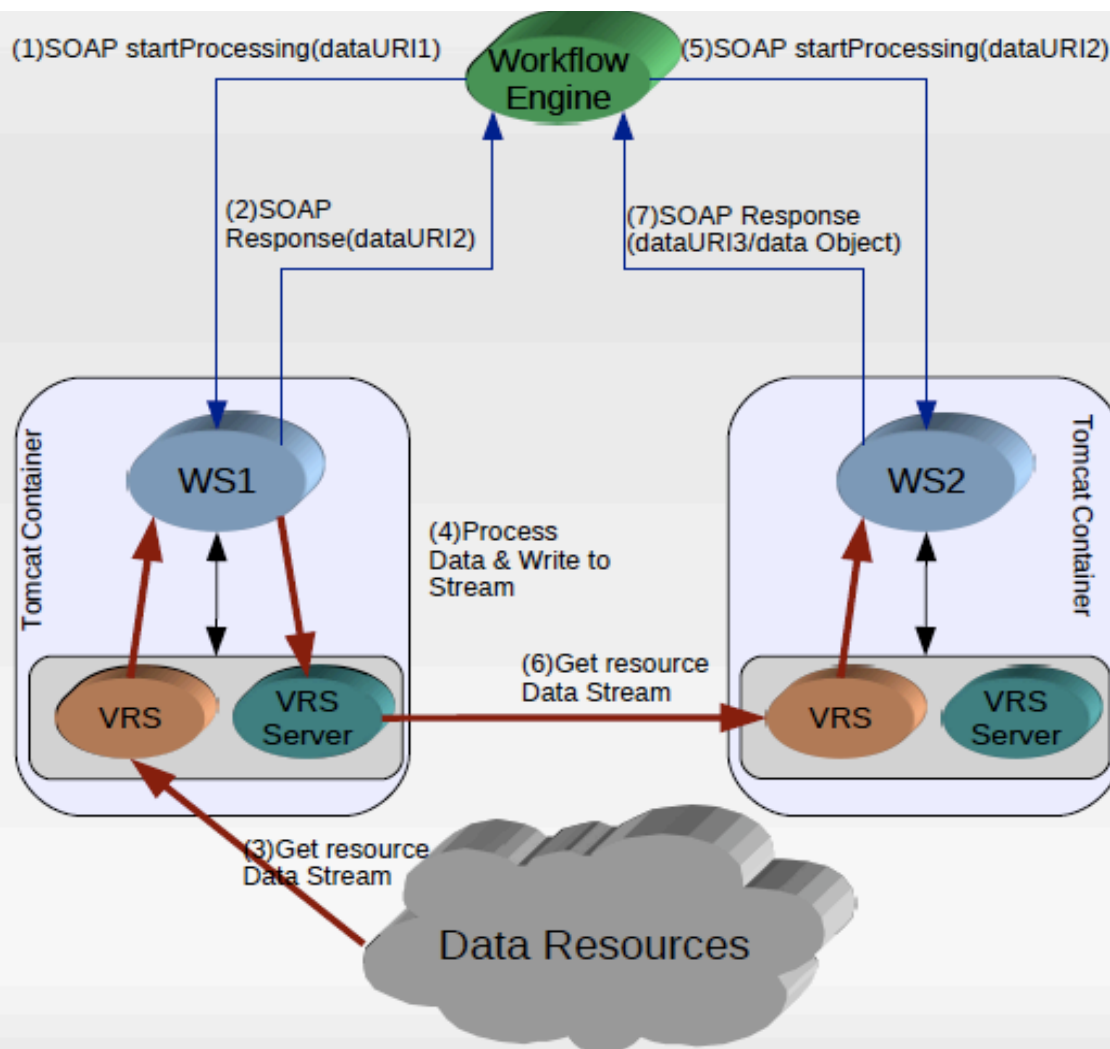 (1)SOAP startProcessing(dataURI1)
(5)SOAP startProcessing(dataURI2)
Workflow
Engine
(2)SOAP
Response(dataURI2)
(7)SOAP Response
(dataURI3/data Object)
Tomcat Container
WS1
WS2
Tomcat Container
(4)Process
Data & Write to
Stream
(6)Get resource
Data Stream
VRS
VRS
Server
VRS
VRS
Server
(3)Get resource
Data Stream
Data Resources